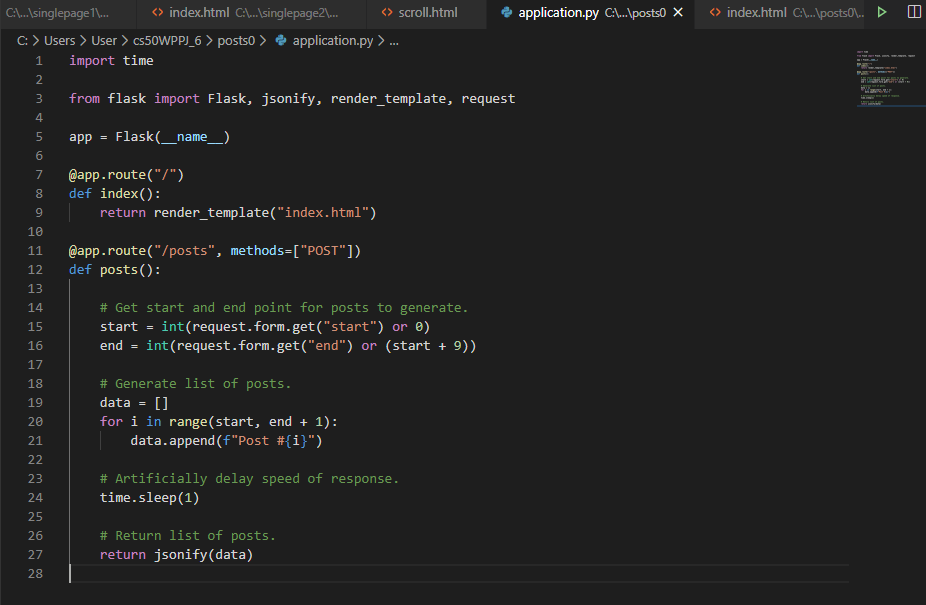 C:\...\singlepage1\... <> index.html C:\...\singlepage2\... <> scroll.html application.py C:\...\posts0 × <> index.html C:\...\posts0\...
C: > Users > User > cs50WPPJ_6 > posts0 > application.py > ...
1 import time
2
3 from flask import Flask, jsonify, render_template, request
4
5 app = Flask(__name__)
6
7 @app.route("/")
8 def index():
9     return render_template("index.html")
10
11 @app.route("/posts", methods=["POST"])
12 def posts():
13
14     # Get start and end point for posts to generate.
15     start = int(request.form.get("start") or 0)
16     end = int(request.form.get("end") or (start + 9))
17
18     # Generate list of posts.
19     data = []
20     for i in range(start, end + 1):
21         data.append(f"Post #{i}")
22
23     # Artificially delay speed of response.
24     time.sleep(1)
25
26     # Return list of posts.
27     return jsonify(data)
28